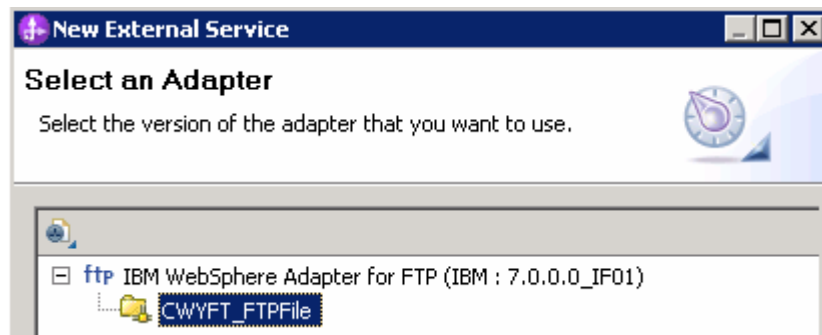 New External Service
Select an Adapter
Select the version of the adapter that you want to use.
ftp IBM WebSphere Adapter for FTP (IBM : 7.0.0.0_IF01)
CWYFT_FTPFile